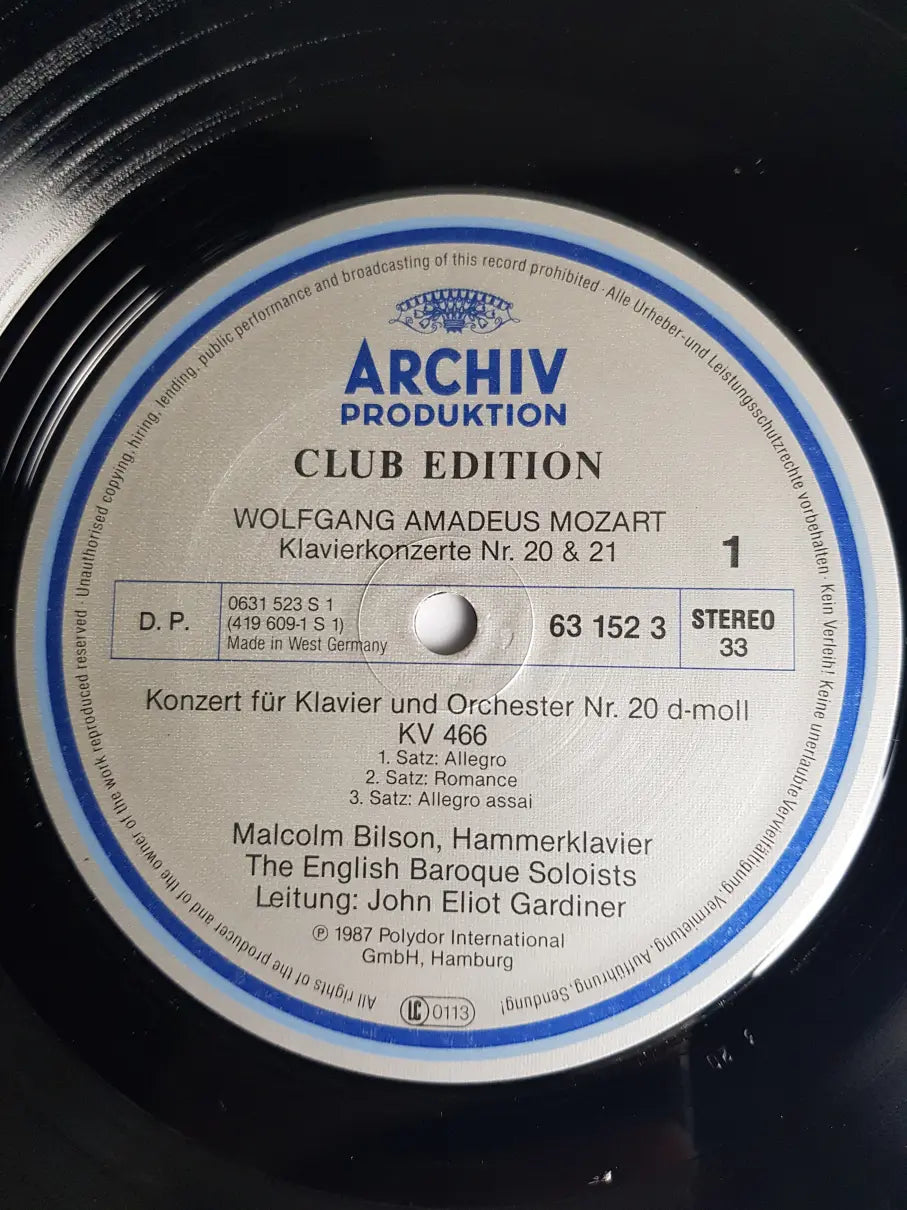 ARCHIV
PRODUKTION
CLUB EDITION
WOLFGANG AMADEUS MOZART
Klavierkonzerte Nr. 20 & 21
1
D. P.
0631 523 S 1
(419 609-1 S 1)
Made in West Germany
63 152 3
STEREO
33
Konzert für Klavier und Orchester Nr. 20 d-moll
KV 466
1. Satz: Allegro
2. Satz: Romance
3. Satz: Allegro assai
Malcolm Bilson, Hammerklavier
The English Baroque Soloists
Leitung: John Eliot Gardiner
℗ 1987 Polydor International
GmbH, Hamburg
LC 0113
All rights of the producer and of the owner of the work reproduced reserved · Unauthorised copying, hiring, lending, public performance and broadcasting of this record prohibited · Alle Urheber-und Leistungsschutzrechte vorbehalten · Kein Verleih! Keine unerlaubte Vervielfältigung, Vermietung, Aufführung, Sendung!